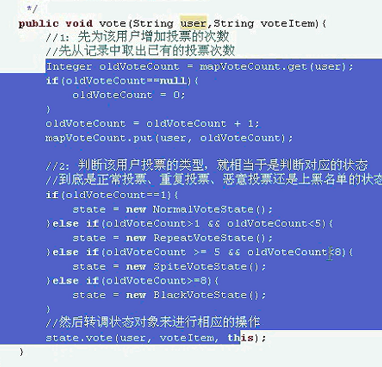 */
public void vote(String user,String voteItem){
//1: 先为该用户增加投票的次数
//先从记录中取出已有的投票次数
Integer oldVoteCount = mapVoteCount.get(user);
if(oldVoteCount==null){
oldVoteCount = 0;
}
oldVoteCount = oldVoteCount + 1;
mapVoteCount.put(user, oldVoteCount);
//2: 判断该用户投票的类型, 就相当于是判断对应的状态
//到底是正常投票、重复投票、恶意投票还是上黑名单的状态
if(oldVoteCount==1){
state = new NormalVoteState();
}else if(oldVoteCount>1 && oldVoteCount<5){
state = new RepeatVoteState();
}else if(oldVoteCount >= 5 && oldVoteCount<8){
state = new SpiteVoteState();
}else if(oldVoteCount>=8){
state = new BlackVoteState();
}
//然后转调状态对象来进行相应的操作
state.vote(user, voteItem, this);
}